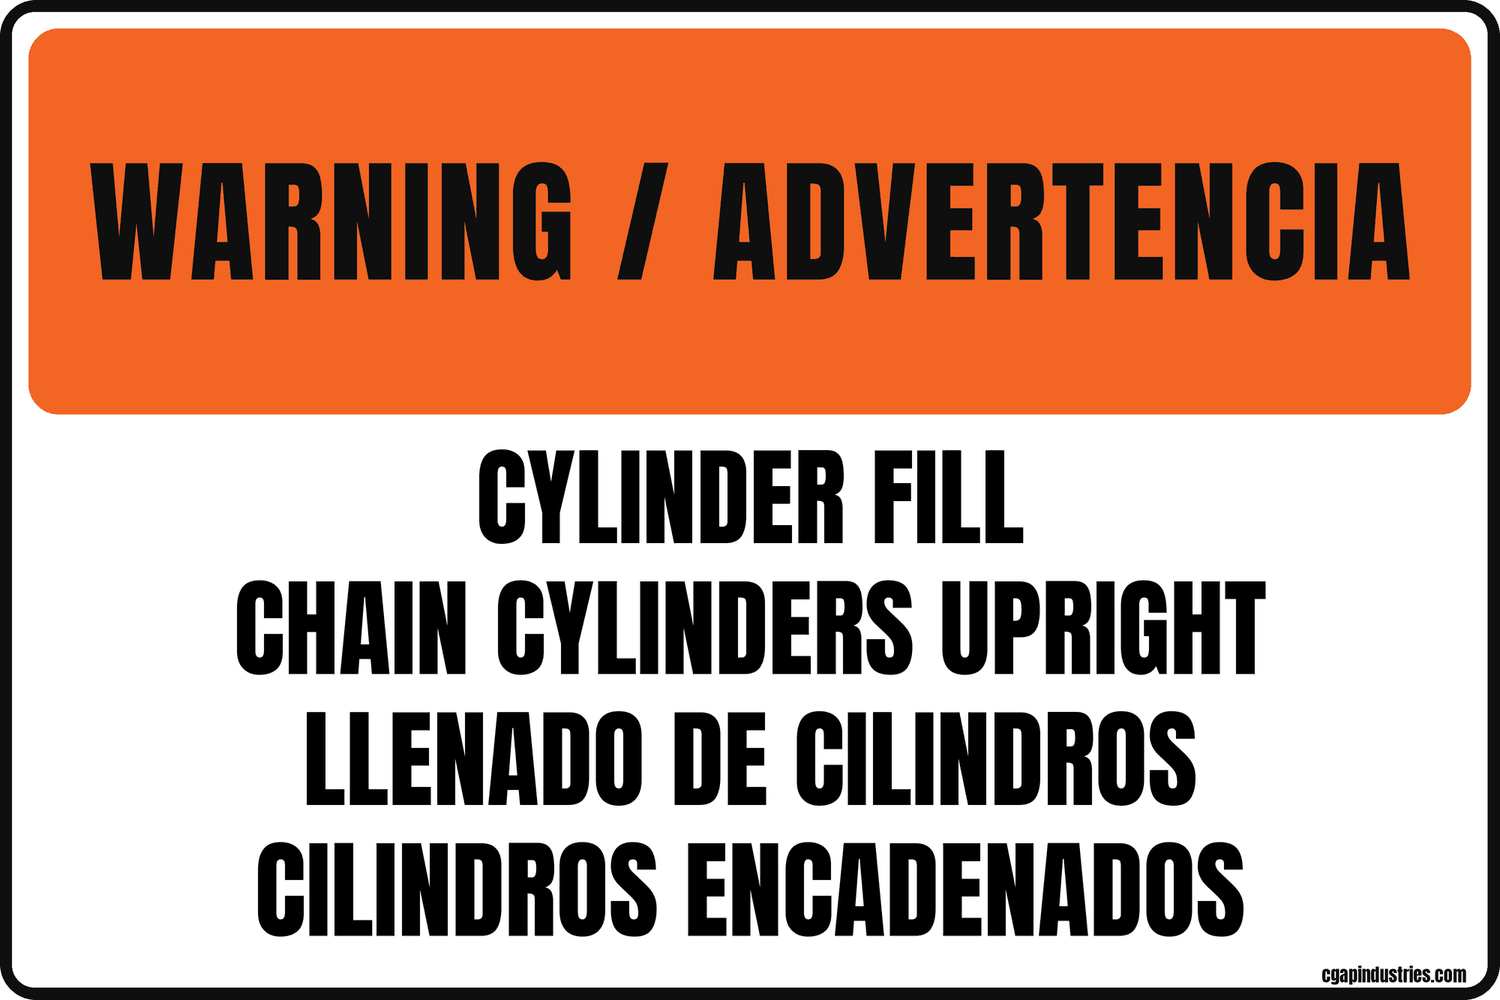 WARNING / ADVERTENCIA
CYLINDER FILL
CHAIN CYLINDERS UPRIGHT
LLENADO DE CILINDROS
CILINDROS ENCADENADOS
cgapindustries.com